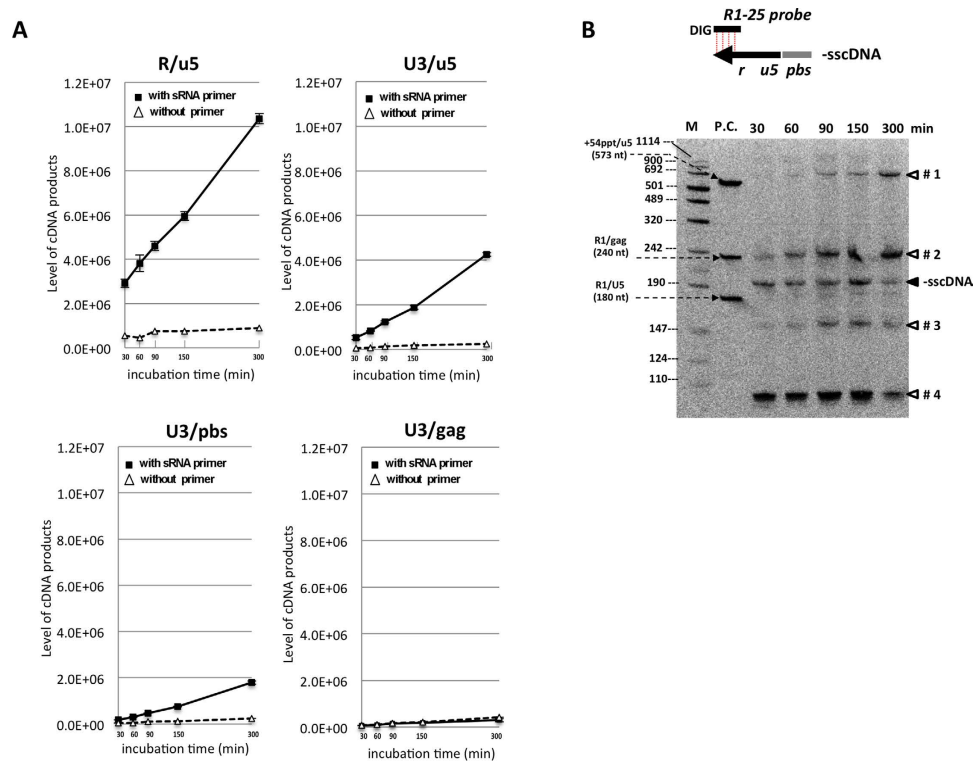 A
R/u5
1.2E+07
1.0E+07
8.0E+06
6.0E+06
4.0E+06
2.0E+06
0.0E+00
Level of cDNA products
with sRNA primer
without primer
30 60 90 150 300
incubation time (min)
U3/u5
1.2E+07
1.0E+07
8.0E+06
6.0E+06
4.0E+06
2.0E+06
0.0E+00
Level of cDNA products
with sRNA primer
without primer
30 60 90 150 300
incubation time (min)
U3/pbs
1.2E+07
1.0E+07
8.0E+06
6.0E+06
4.0E+06
2.0E+06
0.0E+00
Level of cDNA products
with sRNA primer
without primer
30 60 90 150 300
incubation time (min)
U3/gag
1.2E+07
1.0E+07
8.0E+06
6.0E+06
4.0E+06
2.0E+06
0.0E+00
Level of cDNA products
with sRNA primer
without primer
30 60 90 150 300
incubation time (min)
B
R1-25 probe
DIG
-sscDNA
r u5 pbs
M P.C. 30 60 90 150 300 min
+54ppt/u5
(573 nt)
R1/gag
(240 nt)
R1/U5
(180 nt)
1114
900
692
501
489
320
242
190
147
124
110
# 1
# 2
-sscDNA
# 3
# 4